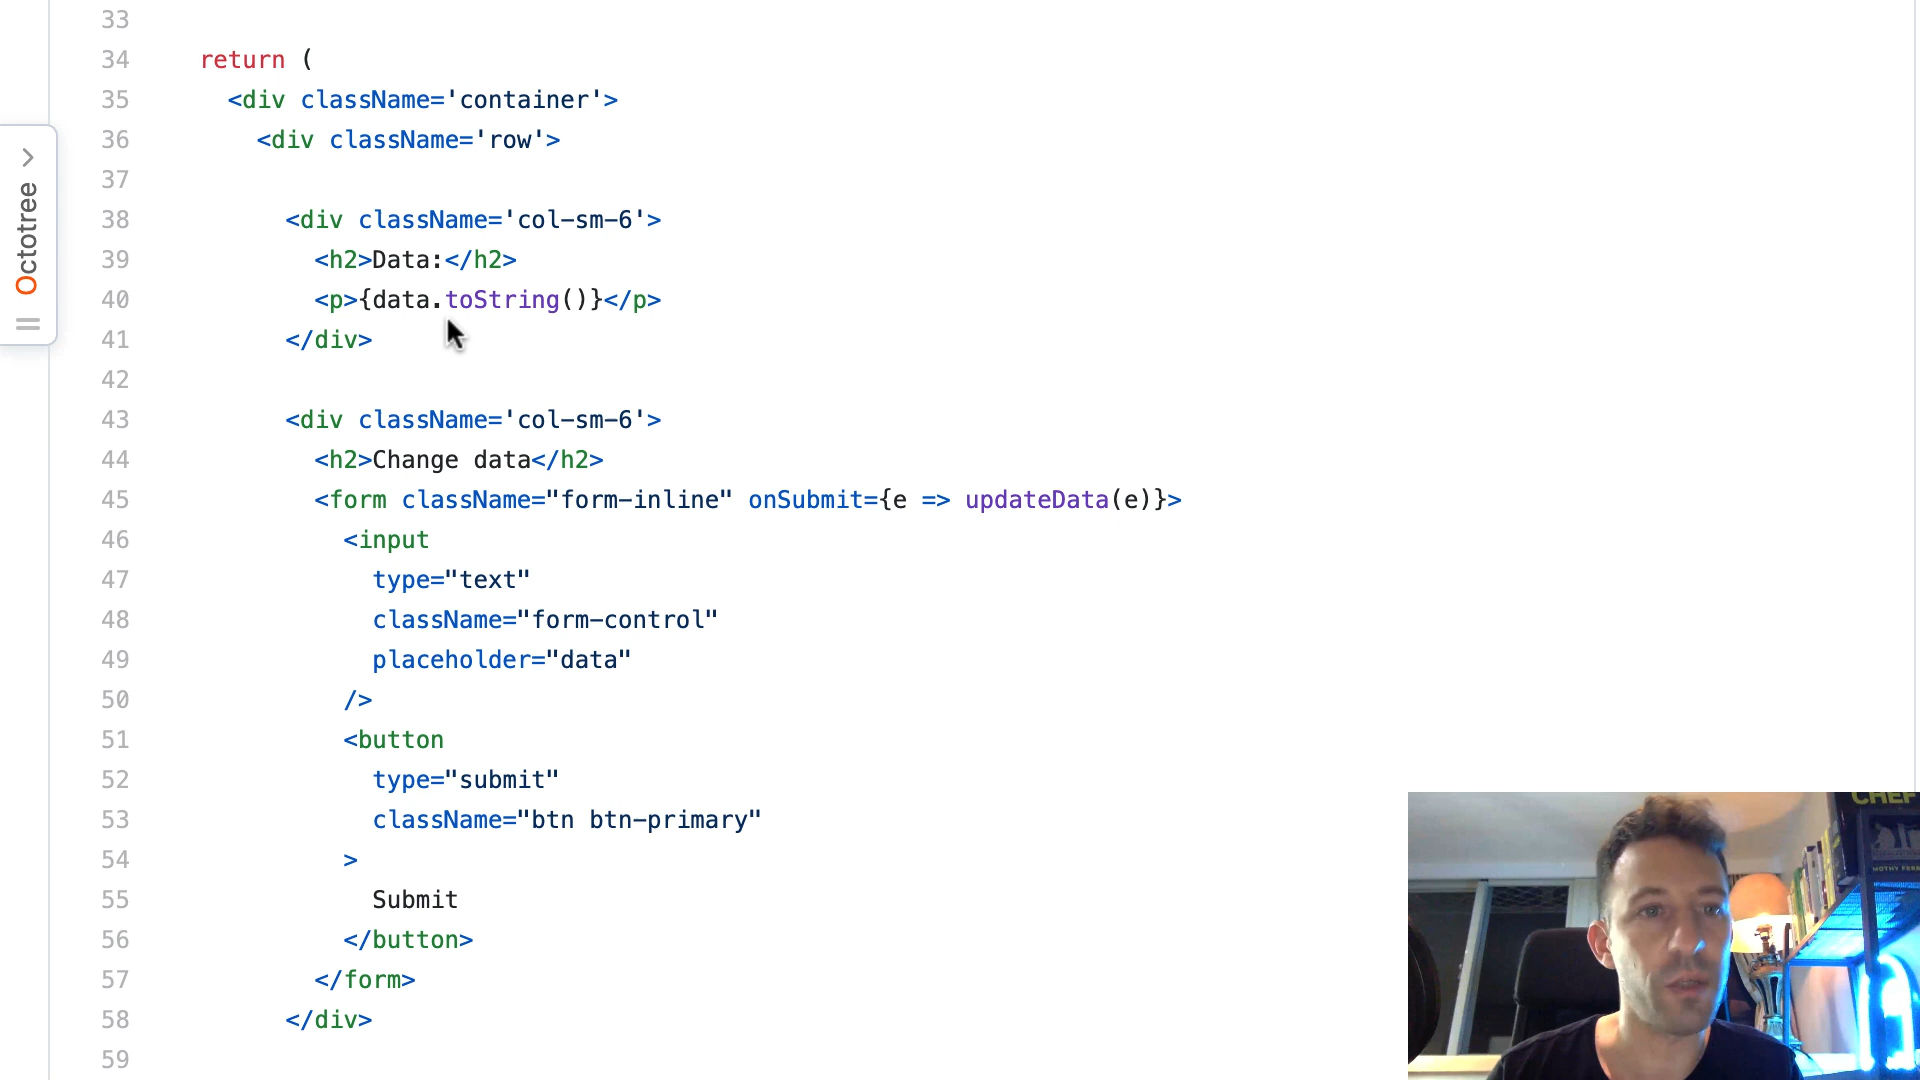 33
34 return (
35 <div className='container'>
36 <div className='row'>
37
38 <div className='col-sm-6'>
39 <h2>Data:</h2>
40 <p>{data.toString()}</p>
41 </div>
42
43 <div className='col-sm-6'>
44 <h2>Change data</h2>
45 <form className="form-inline" onSubmit={e => updateData(e)}>
46 <input
47 type="text"
48 className="form-control"
49 placeholder="data"
50 />
51 <button
52 type="submit"
53 className="btn btn-primary"
54 >
55 Submit
56 </button>
57 </form>
58 </div>
59
Octotree
CHEF